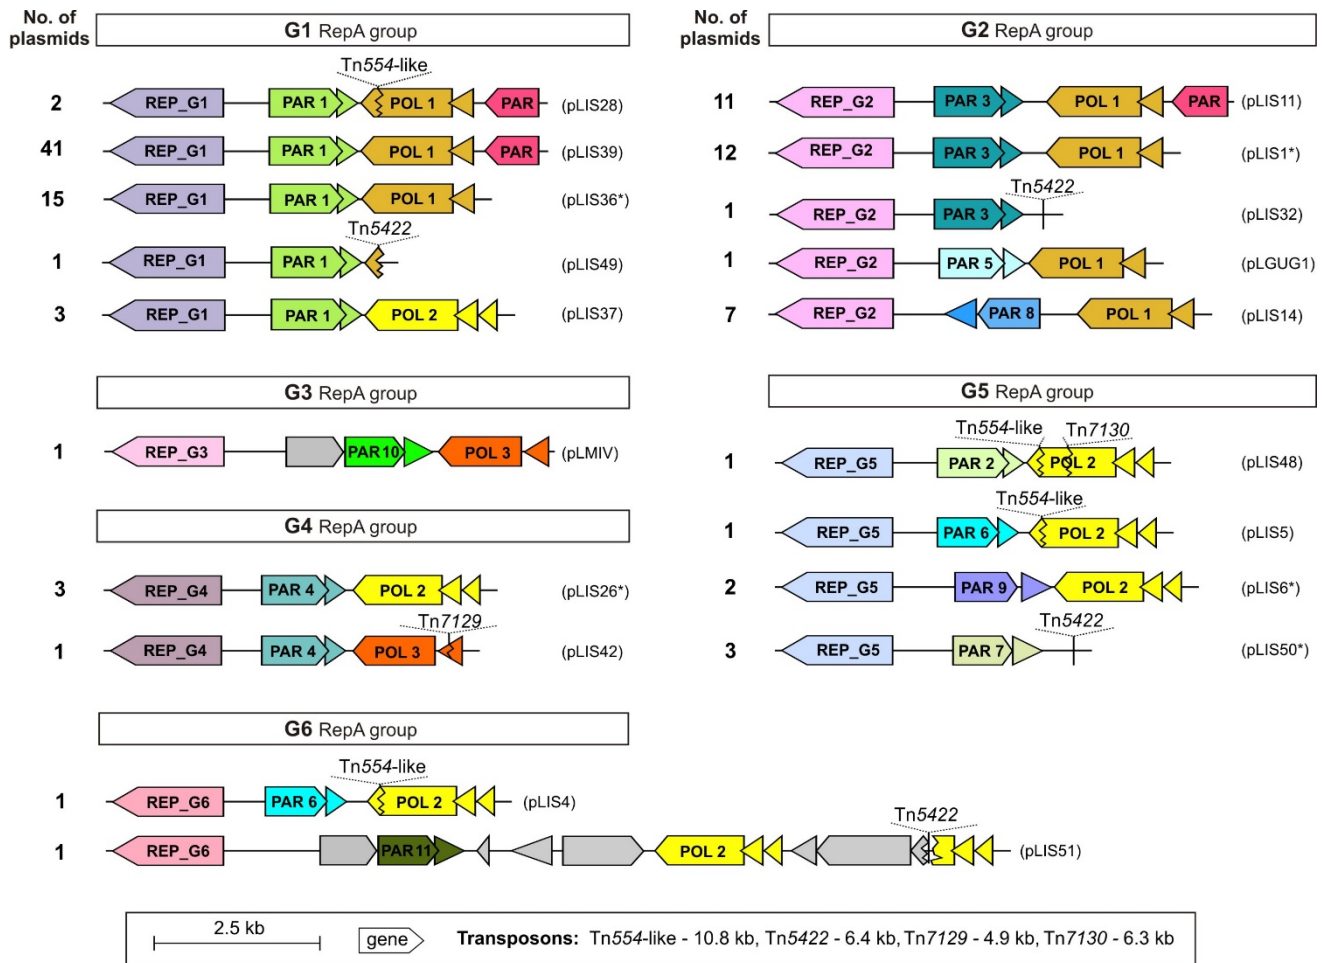 No. of plasmids
G1 RepA group
Tn554-like
2 REP_G1 PAR 1 POL 1 PAR (pLIS28)
41 REP_G1 PAR 1 POL 1 PAR (pLIS39)
15 REP_G1 PAR 1 POL 1 (pLIS36*)
Tn5422
1 REP_G1 PAR 1 (pLIS49)
3 REP_G1 PAR 1 POL 2 (pLIS37)
G3 RepA group
1 REP_G3 PAR10 POL 3 (pLMIV)
G4 RepA group
3 REP_G4 PAR 4 POL 2 (pLIS26*)
Tn7129
1 REP_G4 PAR 4 POL 3 (pLIS42)
G6 RepA group
Tn554-like
1 REP_G6 PAR 6 POL 2 (pLIS4)
Tn5422
1 REP_G6 PAR11 POL 2 (pLIS51)
No. of plasmids
G2 RepA group
11 REP_G2 PAR 3 POL 1 PAR (pLIS11)
12 REP_G2 PAR 3 POL 1 (pLIS1*)
Tn5422
1 REP_G2 PAR 3 (pLIS32)
1 REP_G2 PAR 5 POL 1 (pLGUG1)
7 REP_G2 PAR 8 POL 1 (pLIS14)
G5 RepA group
Tn554-like Tn7130
1 REP_G5 PAR 2 POL 2 (pLIS48)
Tn554-like
1 REP_G5 PAR 6 POL 2 (pLIS5)
2 REP_G5 PAR 9 POL 2 (pLIS6*)
Tn5422
3 REP_G5 PAR 7 (pLIS50*)
2.5 kb gene Transposons: Tn554-like - 10.8 kb, Tn5422 - 6.4 kb, Tn7129 - 4.9 kb, Tn7130 - 6.3 kb